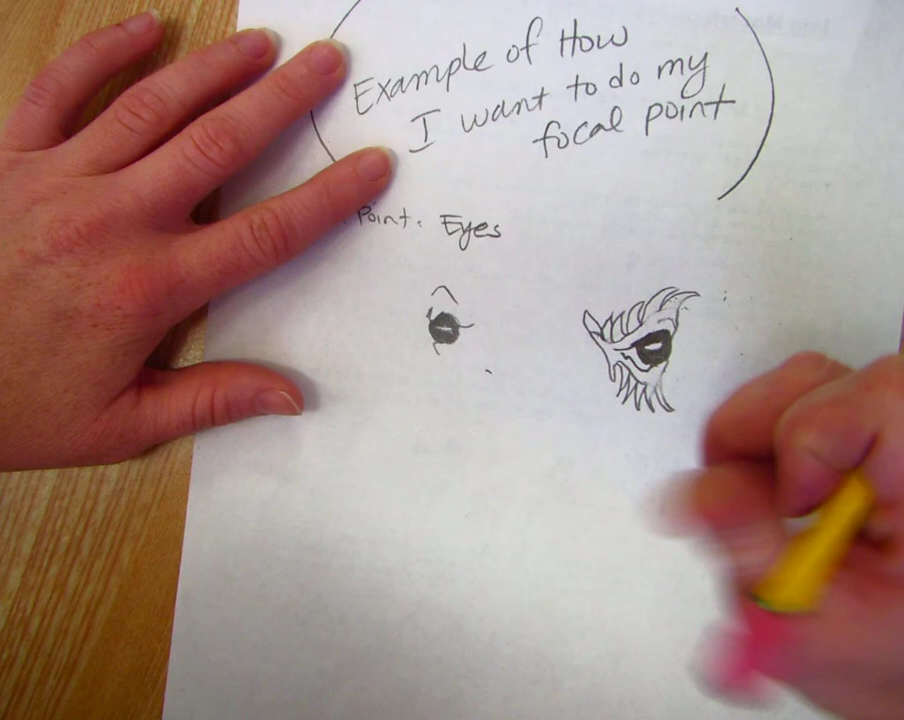 Example of How
I want to do my
focal point
Point. Eyes